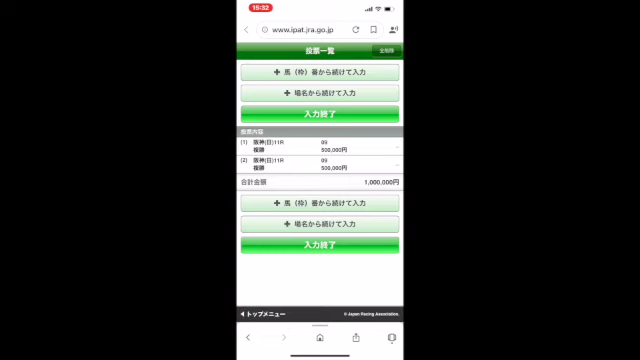 15:32
www.ipat.jra.go.jp
投票一覧
全削除
✚ 馬（枠）番から続けて入力
✚ 場名から続けて入力
入力終了
投票内容
(1) 阪神(日)11R 09
複勝 500,000円
(2) 阪神(日)11R 09
複勝 500,000円
合計金額 1,000,000円
✚ 馬（枠）番から続けて入力
✚ 場名から続けて入力
入力終了
トップメニュー
© Japan Racing Association.